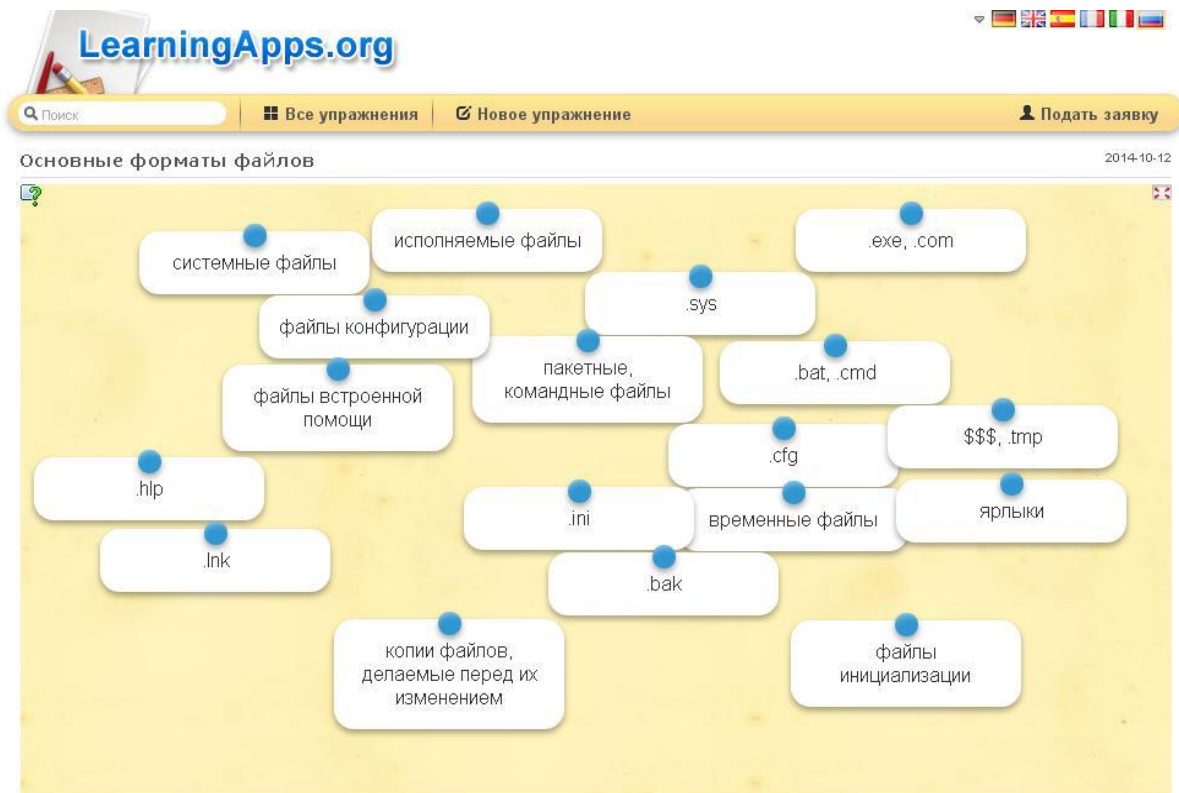 LearningApps.org
Поиск
Все упражнения
Новое упражнение
Подать заявку
Основные форматы файлов
2014-10-12
исполняемые файлы
.exe, .com
системные файлы
.sys
файлы конфигурации
пакетные,
командные файлы
.bat, .cmd
файлы встроенной
помощи
$$$, .tmp
.cfg
.hlp
.ini
временные файлы
ярлыки
.lnk
.bak
копии файлов,
делаемые перед их
изменением
файлы
инициализации